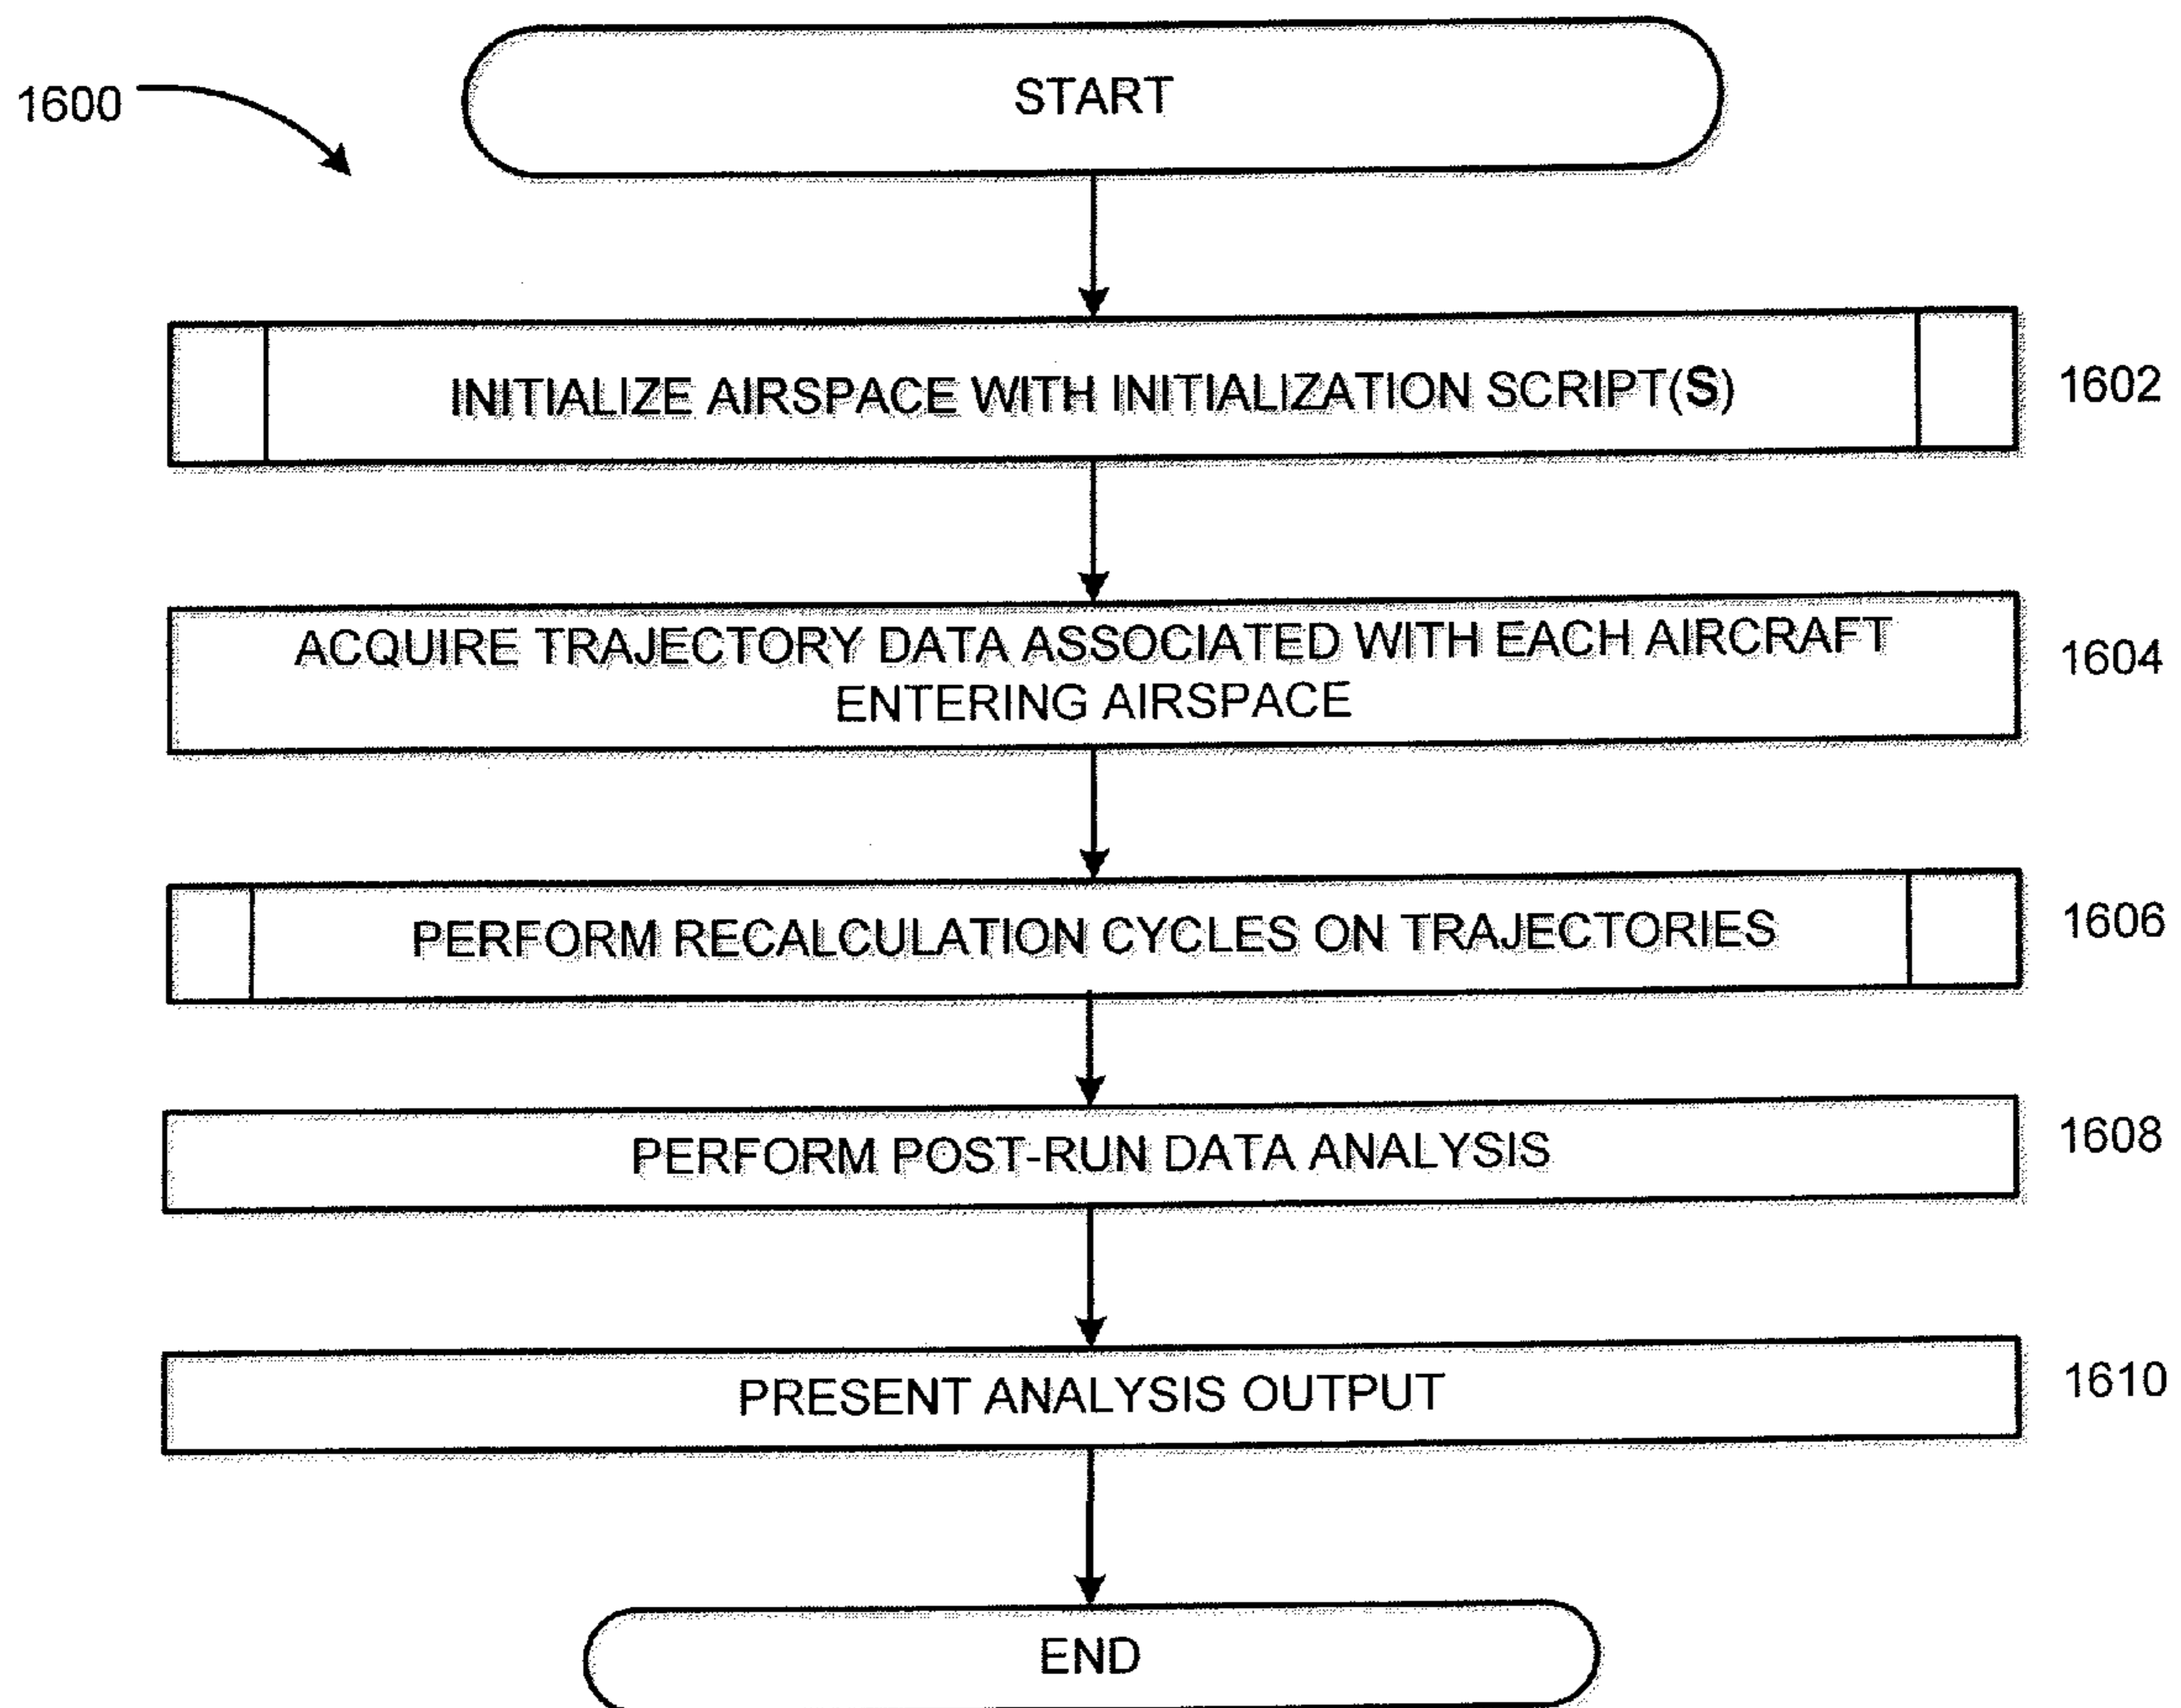 1600
START
INITIALIZE AIRSPACE WITH INITIALIZATION SCRIPT(S)
1602
ACQUIRE TRAJECTORY DATA ASSOCIATED WITH EACH AIRCRAFT
ENTERING AIRSPACE
1604
PERFORM RECALCULATION CYCLES ON TRAJECTORIES
1606
PERFORM POST-RUN DATA ANALYSIS
1608
PRESENT ANALYSIS OUTPUT
1610
END